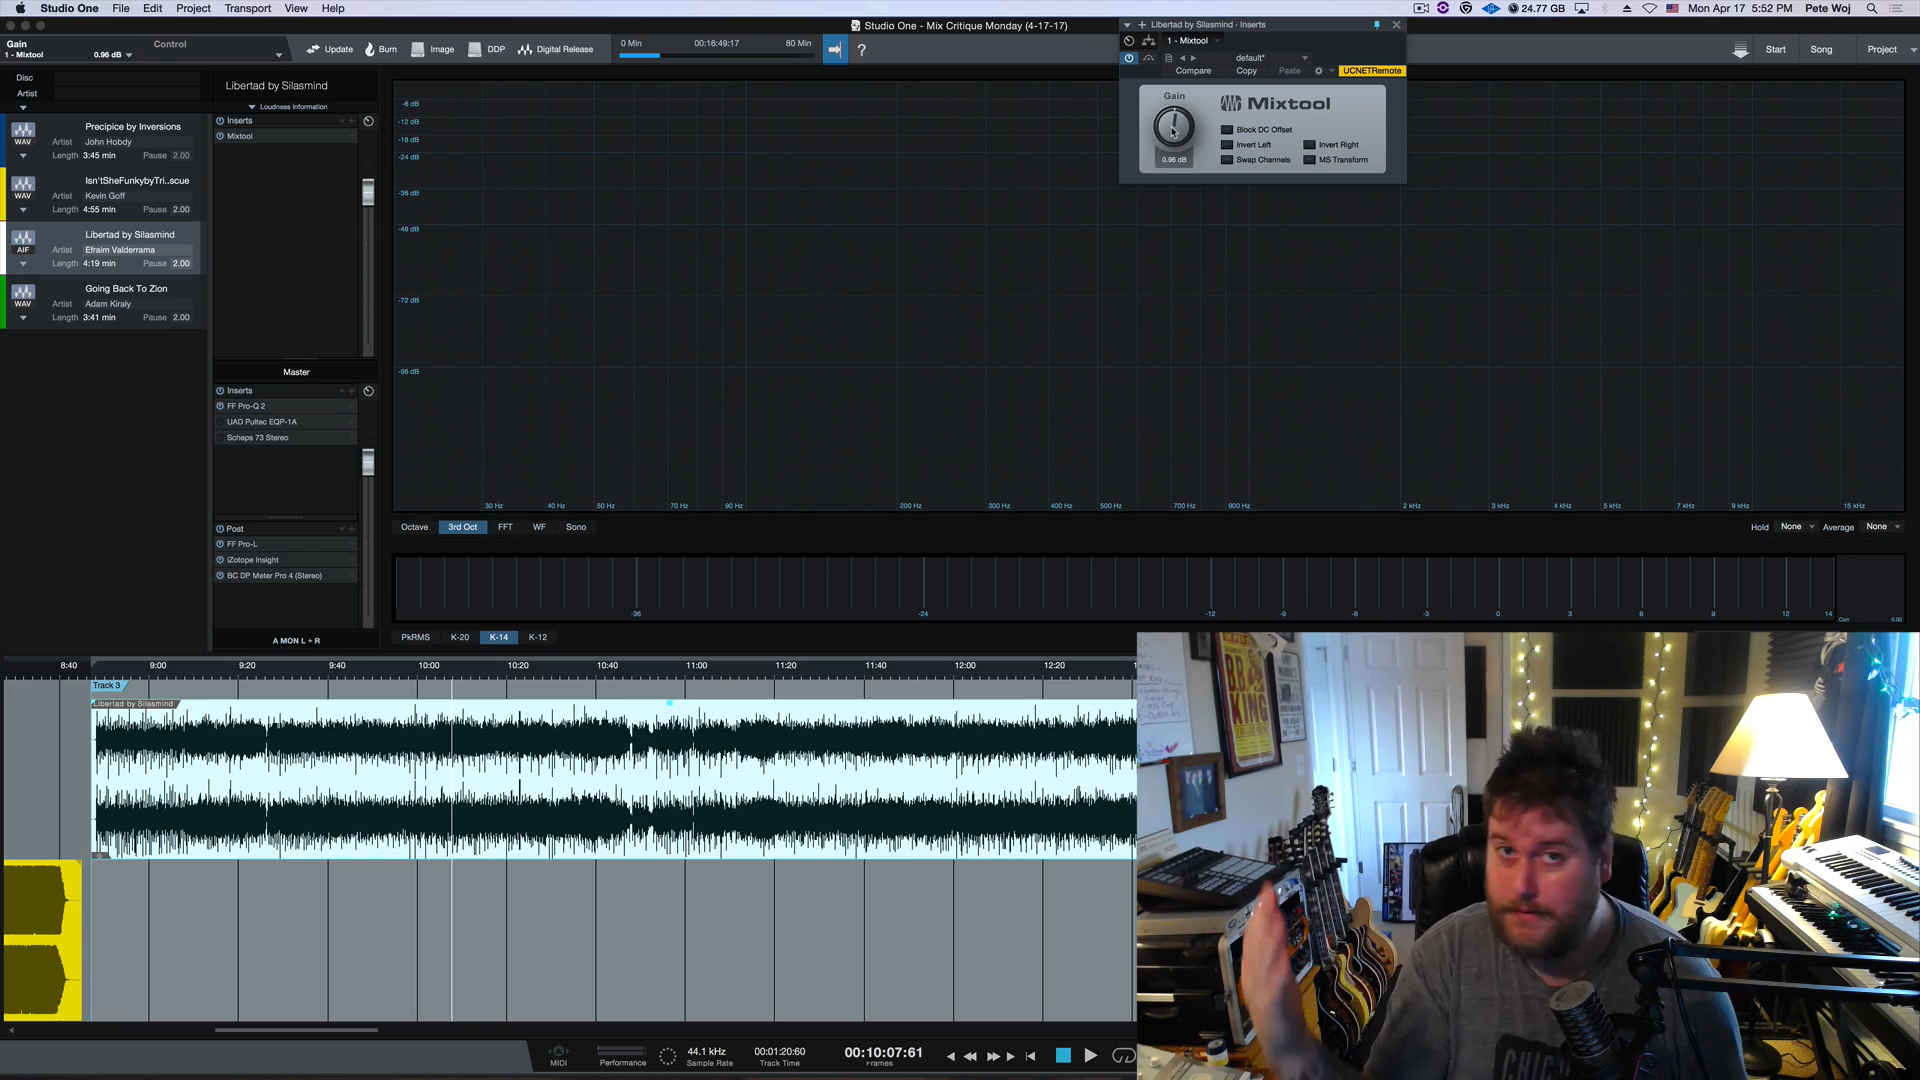 Studio One File Edit Project Transport View Help
24.77 GB Mon Apr 17 5:52 PM Pete Woj
Studio One - Mix Critique Monday (4-17-17)
Gain
1 - Mixtool 0.96 dB
Control
Update Burn Image DDP Digital Release
0 Min 00:16:49:17 80 Min
?
Start Song Project
Libertad by Silasmind - Inserts
1 - Mixtool
default*
Compare Copy Paste UCNETRemote
Gain
0.96 dB
Mixtool
Block DC Offset
Invert Left Invert Right
Swap Channels MS Transform
Disc
Artist
Precipice by Inversions
WAV Artist John Hobdy
Length 3:45 min Pause 2.00
Isn'tSheFunkybyTri..scue
WAV Artist Kevin Goff
Length 4:55 min Pause 2.00
Libertad by Silasmind
AIF Artist Efraim Valderrama
Length 4:19 min Pause 2.00
Going Back To Zion
WAV Artist Adam Kiraly
Length 3:41 min Pause 2.00
Libertad by Silasmind
Loudness Information
Inserts
Mixtool
Master
Inserts
FF Pro-Q 2
UAD Pultec EQP-1A
Scheps 73 Stereo
Post
FF Pro-L
iZotope Insight
BC DP Meter Pro 4 (Stereo)
A MON L + R
-6 dB
-12 dB
-18 dB
-24 dB
-36 dB
-48 dB
-72 dB
-96 dB
30 Hz 40 Hz 50 Hz 70 Hz 90 Hz 200 Hz 300 Hz 400 Hz 500 Hz 700 Hz 900 Hz 2 kHz 3 kHz 4 kHz 5 kHz 7 kHz 9 kHz 15 kHz
Octave 3rd Oct FFT WF Sono
Hold None Average None
-36 -24 -12 -9 -6 -3 0 3 6 9 12 14
Corr 0.00
PkRMS K-20 K-14 K-12
8:40 9:00 9:20 9:40 10:00 10:20 10:40 11:00 11:20 11:40 12:00 12:20
Track 3
Libertad by Silasmind
BB
KING
CHIC
MIDI
Performance
44.1 kHz
Sample Rate
00:01:20:60
Track Time
00:10:07:61
Frames